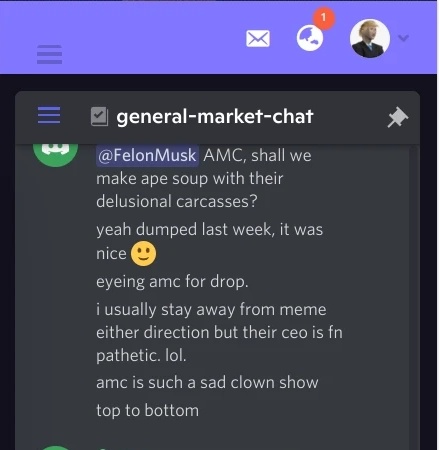 1
general-market-chat
@FelonMusk AMC, shall we
make ape soup with their
delusional carcasses?
yeah dumped last week, it was
nice 🙂
eyeing amc for drop.
i usually stay away from meme
either direction but their ceo is fn
pathetic. lol.
amc is such a sad clown show
top to bottom